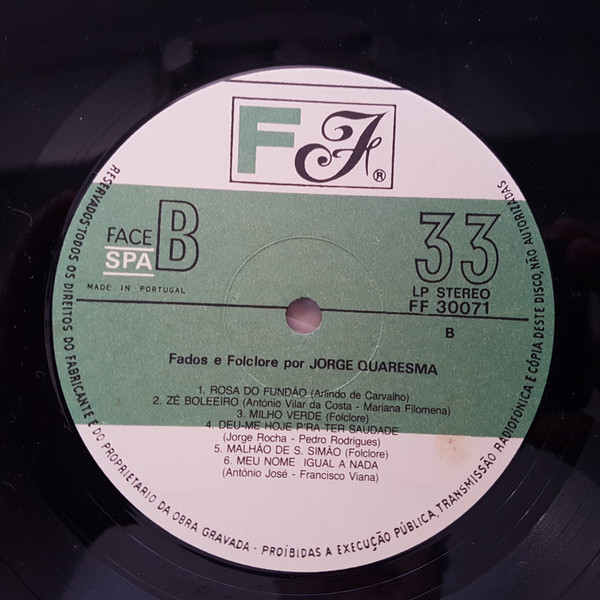 FF®
FACE B
33
SPA
LP STEREO
MADE IN PORTUGAL
FF 30071
B
Fados e Folclore por JORGE QUARESMA
1. ROSA DO FUNDÃO (Arlindo de Carvalho)
2. ZÉ BOLEEIRO (António Vilar da Costa - Mariana Filomena)
3. MILHO VERDE (Folclore)
4. DEU-ME HOJE P'RA TER SAUDADE
(Jorge Rocha - Pedro Rodrigues)
5. MALHÃO DE S. SIMÃO (Folclore)
6. MEU NOME IGUAL A NADA
(António José - Francisco Viana)
RESERVADOS TODOS OS DIREITOS DO FABRICANTE E DO PROPRIETARIO DA OBRA GRAVADA - PROÍBIDAS A EXECUÇÃO PÚBLICA, TRANSMISSÃO RADIOFÓNICA E CÓPIA DESTE DISCO, NÃO AUTORIZADAS